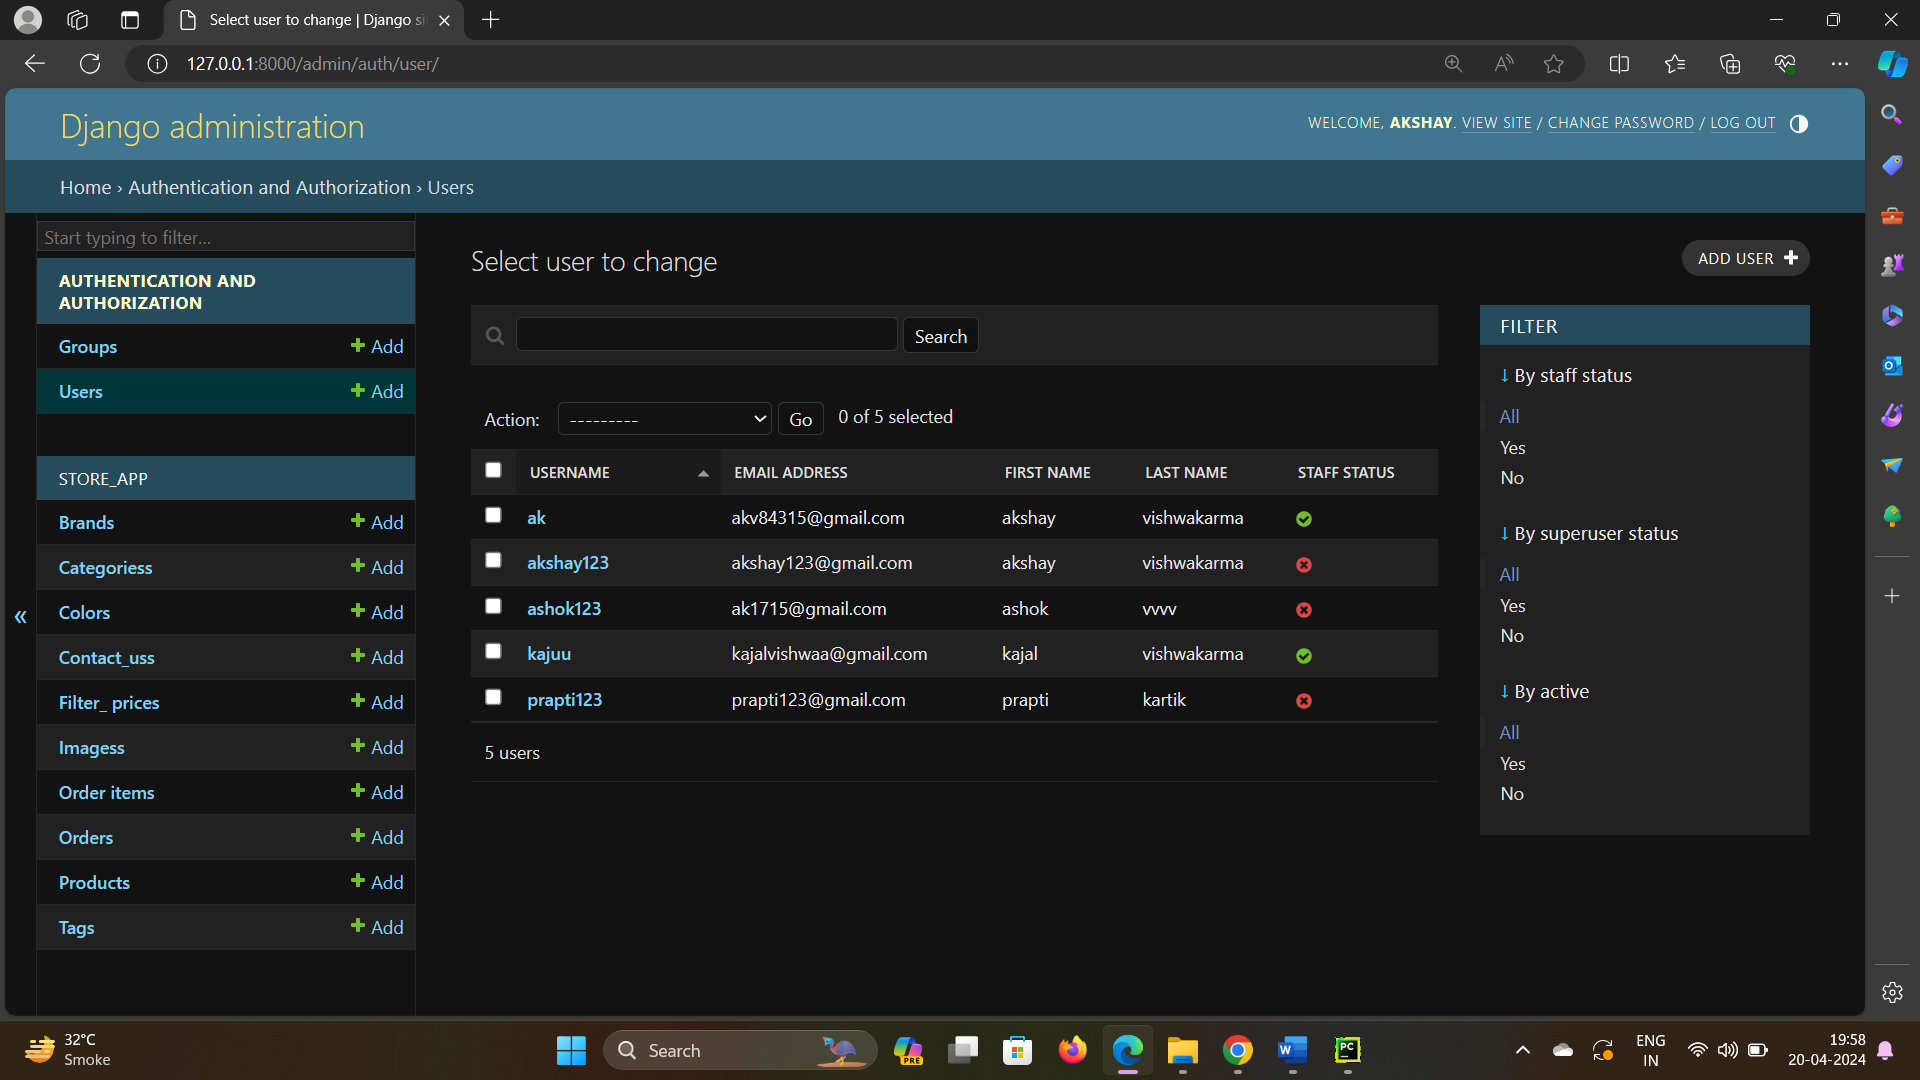 Select user to change | Django si
127.0.0.1:8000/admin/auth/user/
Django administration
WELCOME, AKSHAY. VIEW SITE / CHANGE PASSWORD / LOG OUT
Home › Authentication and Authorization › Users
Start typing to filter...
AUTHENTICATION AND
AUTHORIZATION
Groups + Add
Users + Add
STORE_APP
Brands + Add
Categoriess + Add
Colors + Add
Contact_uss + Add
Filter_ prices + Add
Imagess + Add
Order items + Add
Orders + Add
Products + Add
Tags + Add
«
Select user to change
ADD USER +
Search
Action: --------- Go 0 of 5 selected
USERNAME EMAIL ADDRESS FIRST NAME LAST NAME STAFF STATUS
ak akv84315@gmail.com akshay vishwakarma
akshay123 akshay123@gmail.com akshay vishwakarma
ashok123 ak1715@gmail.com ashok vvvv
kajuu kajalvishwaa@gmail.com kajal vishwakarma
prapti123 prapti123@gmail.com prapti kartik
5 users
FILTER
↓ By staff status
All
Yes
No
↓ By superuser status
All
Yes
No
↓ By active
All
Yes
No
32°C
Smoke
Search
PRE
W
PC
ENG
IN
19:58
20-04-2024